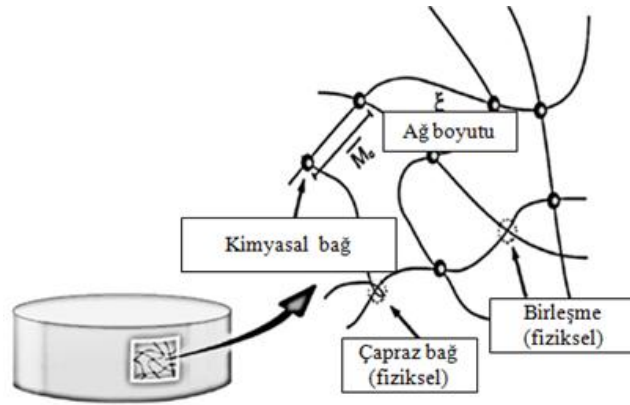 ξ
Ağ boyutu
M̅c
Kimyasal bağ
Birleşme
(fiziksel)
Çapraz bağ
(fiziksel)